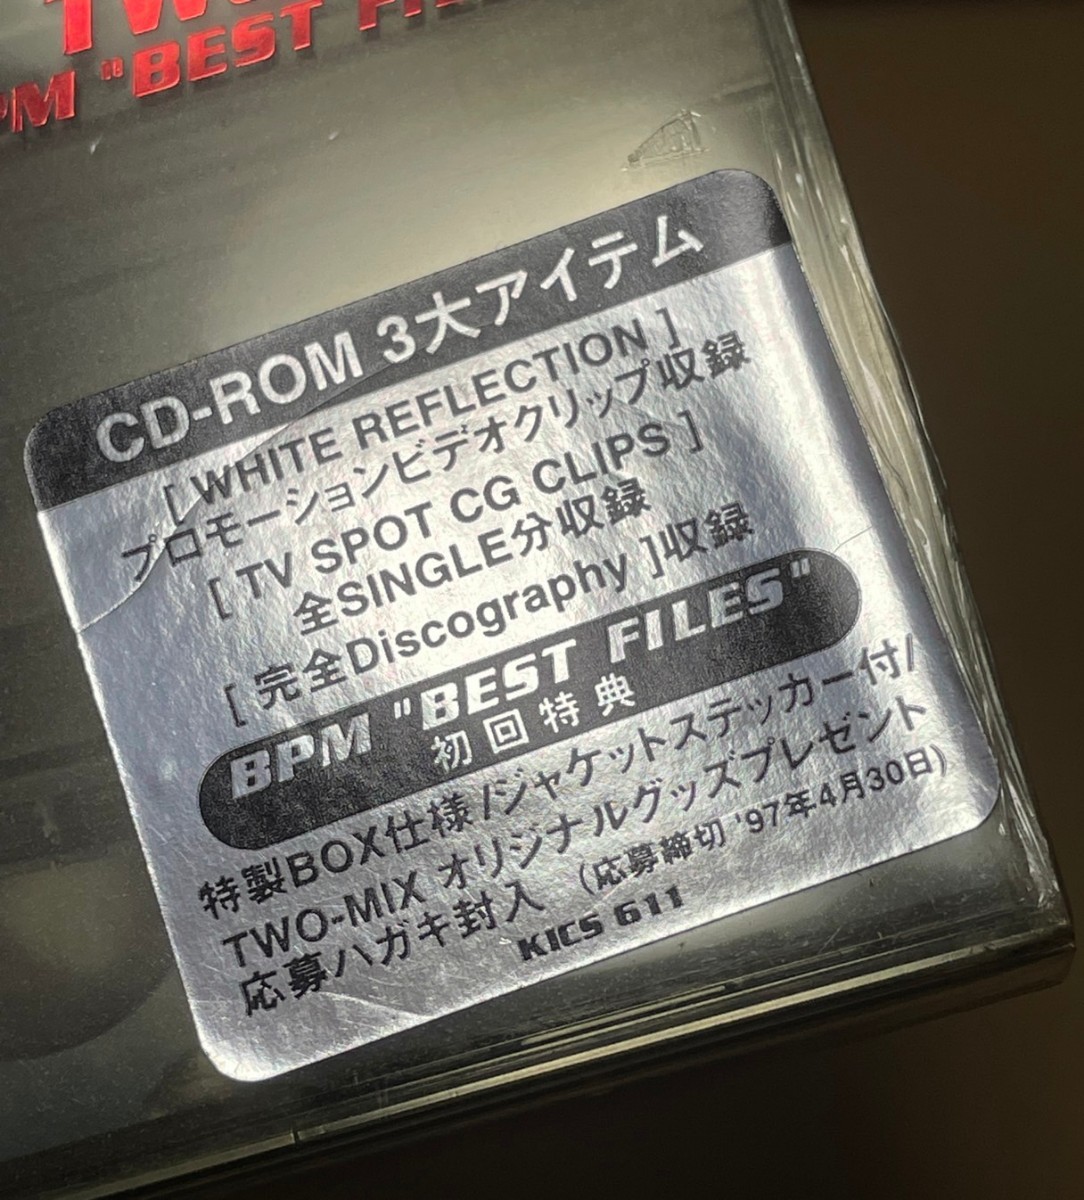 TWO
BPM "BEST FI
CD-ROM 3大アイテム
[ WHITE REFLECTION ]
プロモーションビデオクリップ収録
[ TV SPOT CG CLIPS ]
全SINGLE分収録
[ 完全Discography ]収録
BPM "BEST FILES"
初回特典
特製BOX仕様/ジャケットステッカー付/
TWO-MIX オリジナルグッズプレゼント
応募ハガキ封入 (応募締切 '97年4月30日)
KICS 611